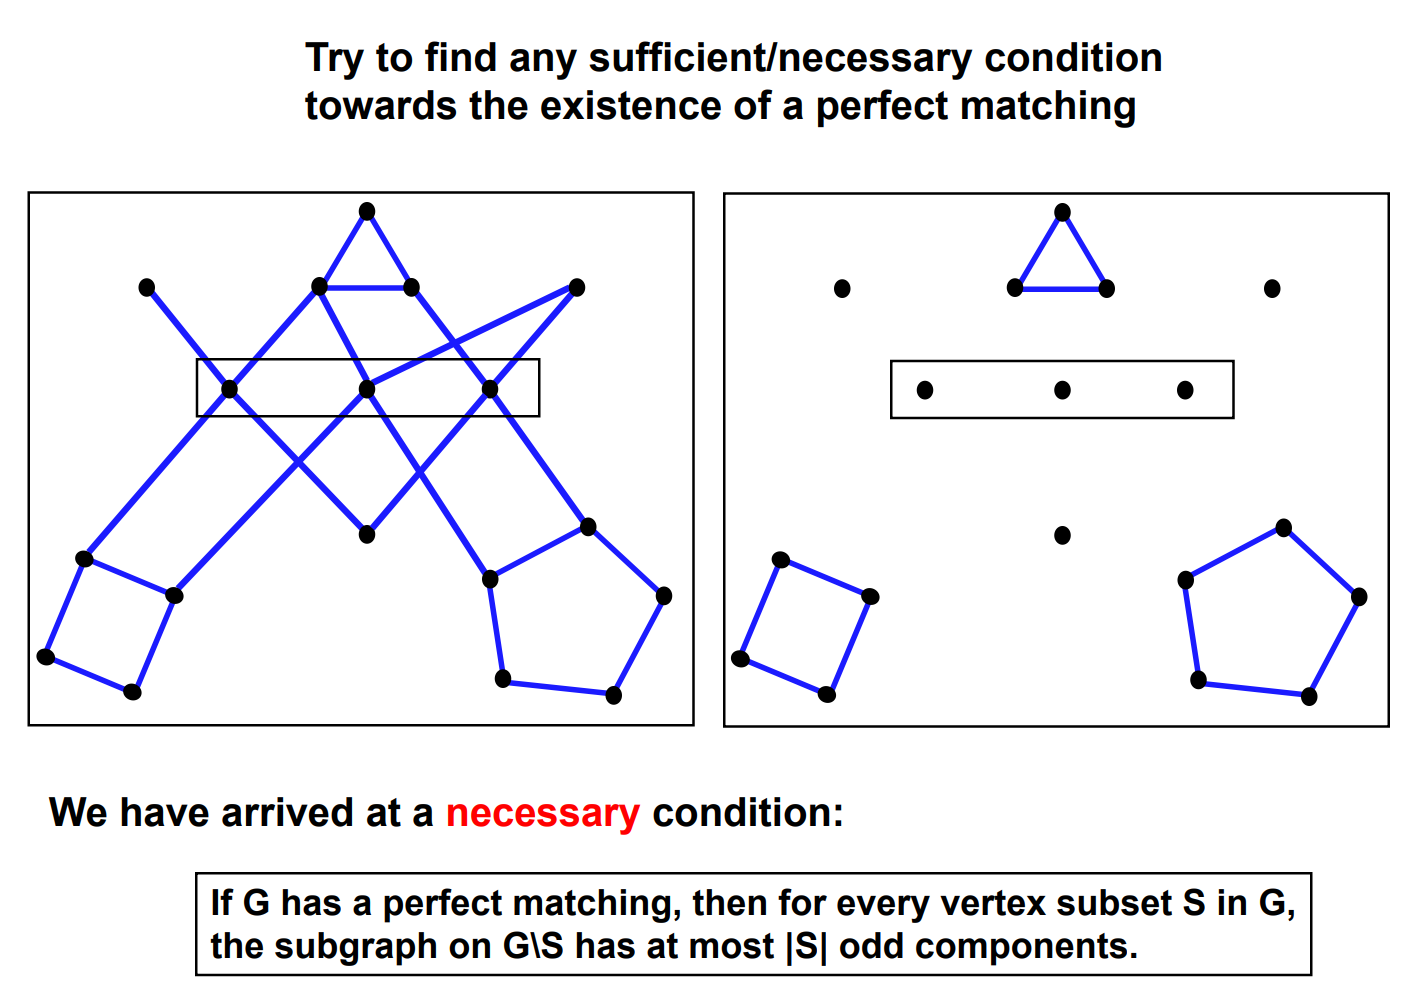 Try to find any sufficient/necessary condition
towards the existence of a perfect matching
We have arrived at a necessary condition:
If G has a perfect matching, then for every vertex subset S in G,
the subgraph on G\S has at most |S| odd components.